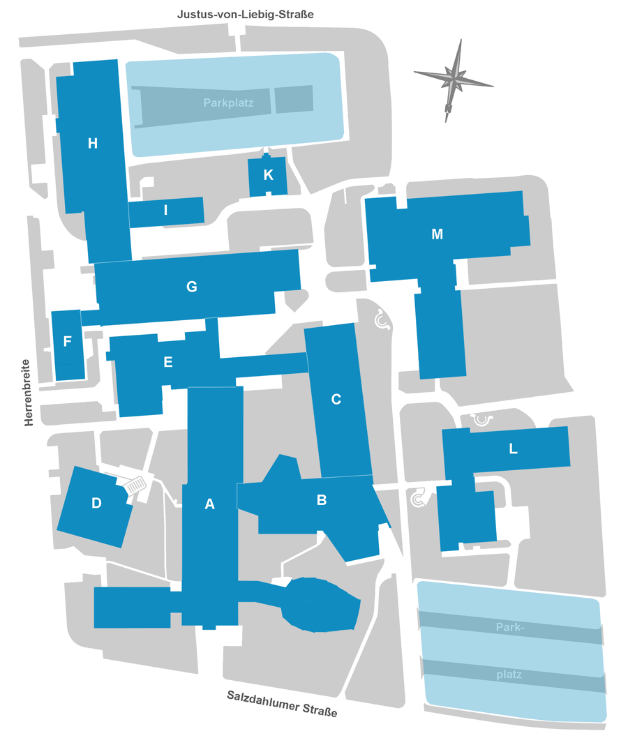 Justus-von-Liebig-Straße
Parkplatz
H
K
I
M
G
F
E
Herrenbreite
C
L
D
A
B
Park-
platz
Salzdahlumer Straße